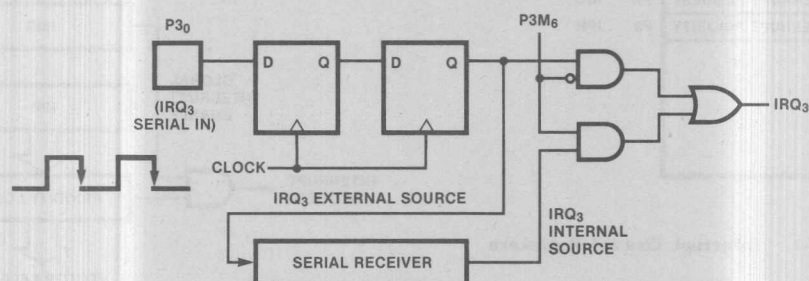 P3₀
P3M₆
D Q
D Q
(IRQ₃
SERIAL IN)
IRQ₃
CLOCK
IRQ₃ EXTERNAL SOURCE
IRQ₃
INTERNAL
SOURCE
SERIAL RECEIVER